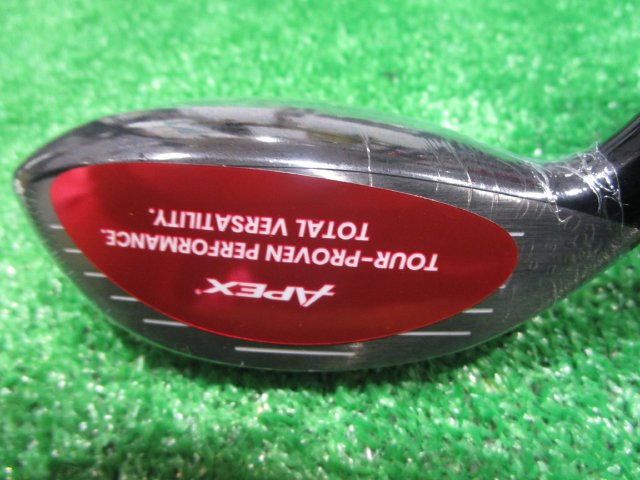 APEX®
TOUR-PROVEN PERFORMANCE.
TOTAL VERSATILITY.